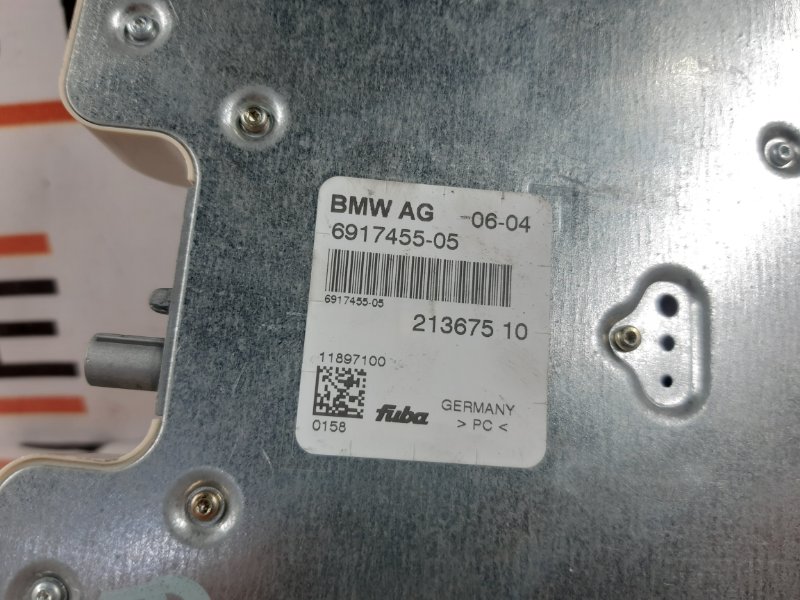 BMW AG 06-04
6917455-05
6917455-05
213675 10
11897100
0158
fuba
GERMANY
> PC <